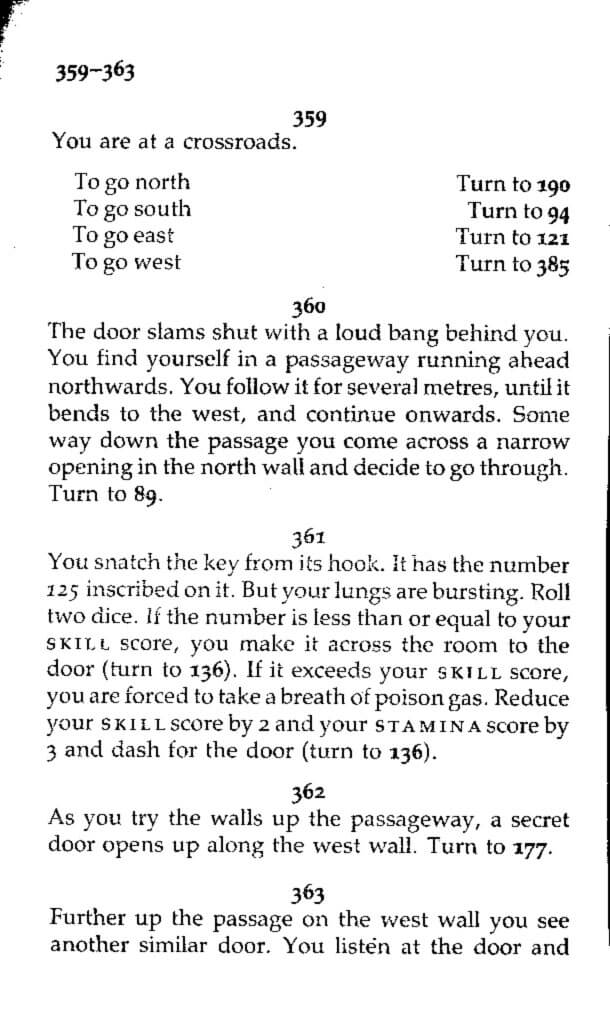 359–363
359
You are at a crossroads.
To go north Turn to 190
To go south Turn to 94
To go east Turn to 121
To go west Turn to 385
360
The door slams shut with a loud bang behind you.
You find yourself in a passageway running ahead
northwards. You follow it for several metres, until it
bends to the west, and continue onwards. Some
way down the passage you come across a narrow
opening in the north wall and decide to go through.
Turn to 89.
361
You snatch the key from its hook. It has the number
125 inscribed on it. But your lungs are bursting. Roll
two dice. If the number is less than or equal to your
SKILL score, you make it across the room to the
door (turn to 136). If it exceeds your SKILL score,
you are forced to take a breath of poison gas. Reduce
your SKILL score by 2 and your STAMINA score by
3 and dash for the door (turn to 136).
362
As you try the walls up the passageway, a secret
door opens up along the west wall. Turn to 177.
363
Further up the passage on the west wall you see
another similar door. You listen at the door and